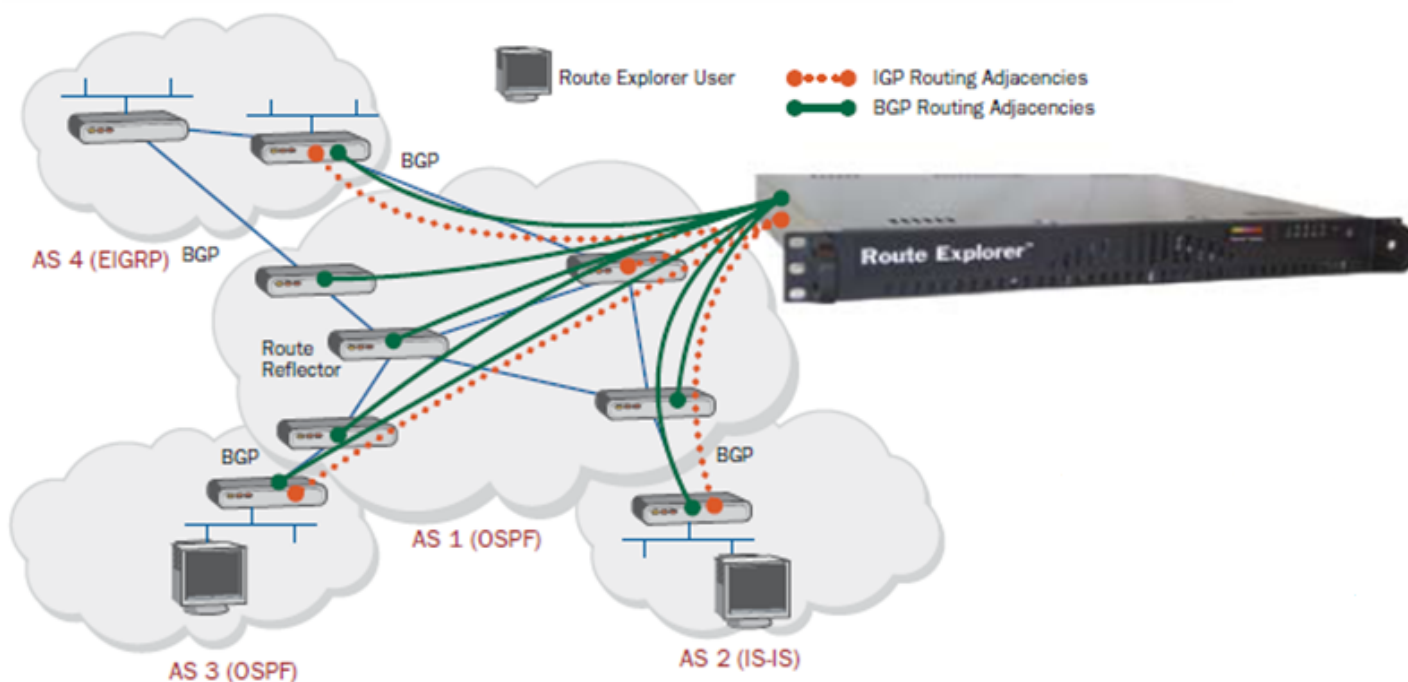 Route Explorer User
IGP Routing Adjacencies
BGP Routing Adjacencies
BGP
Route Explorer™
AS 4 (EIGRP)
BGP
Route
Reflector
BGP
BGP
AS 1 (OSPF)
AS 3 (OSPF)
AS 2 (IS-IS)